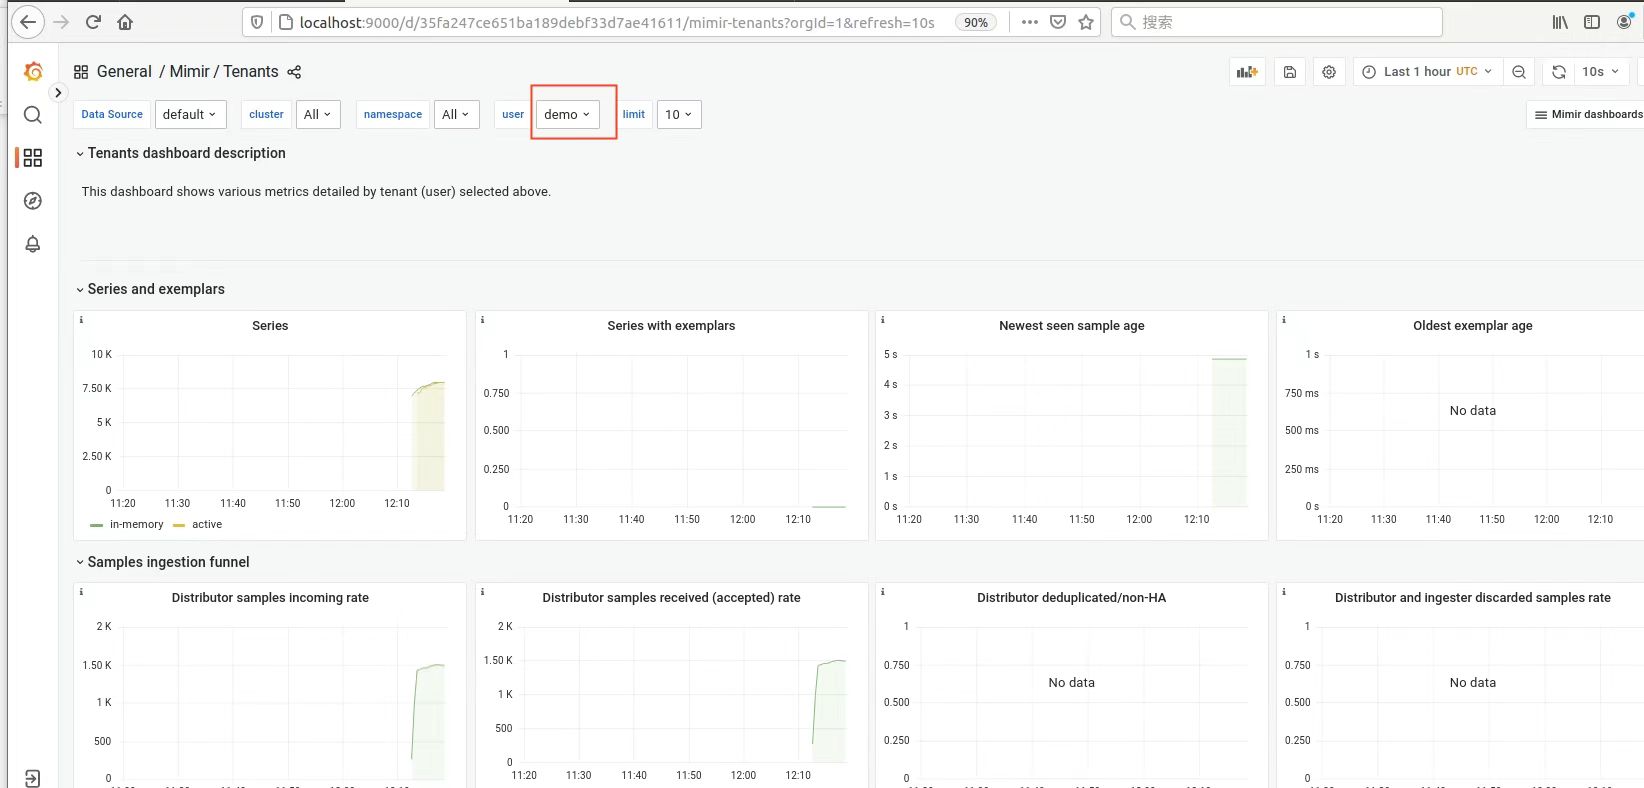 localhost:9000/d/35fa247ce651ba189debf33d7ae41611/mimir-tenants?orgId=1&refresh=10s 90% 搜索
General / Mimir / Tenants Last 1 hour UTC 10s
Data Source default cluster All namespace All user demo limit 10 Mimir dashboards
Tenants dashboard description
This dashboard shows various metrics detailed by tenant (user) selected above.
Series and exemplars
Series
10 K
7.50 K
5 K
2.50 K
0
11:20 11:30 11:40 11:50 12:00 12:10
in-memory active
Series with exemplars
1
0.750
0.500
0.250
0
11:20 11:30 11:40 11:50 12:00 12:10
Newest seen sample age
5 s
4 s
3 s
2 s
1 s
0 s
11:20 11:30 11:40 11:50 12:00 12:10
Oldest exemplar age
1 s
750 ms
No data
500 ms
250 ms
0 s
11:20 11:30 11:40 11:50 12:00 12:10
Samples ingestion funnel
Distributor samples incoming rate
2 K
1.50 K
1 K
500
0
Distributor samples received (accepted) rate
2 K
1.50 K
1 K
500
0
11:20 11:30 11:40 11:50 12:00 12:10
Distributor deduplicated/non-HA
1
0.750
No data
0.500
0.250
0
Distributor and ingester discarded samples rate
1
0.750
No data
0.500
0.250
0